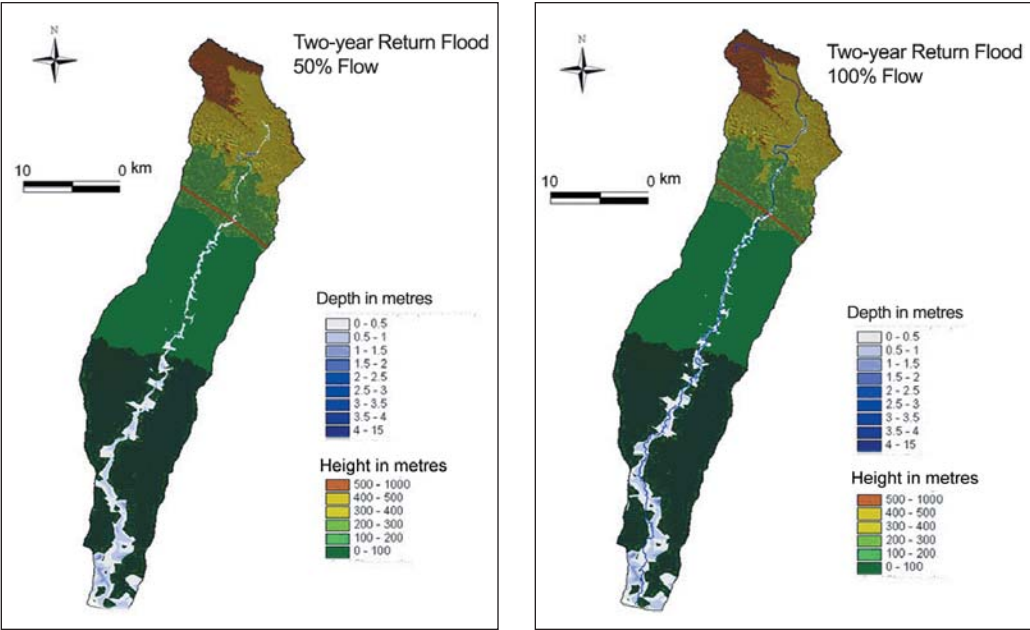 N
Two-year Return Flood
50% Flow
10 0 km
Depth in metres
0 - 0.5
0.5 - 1
1 - 1.5
1.5 - 2
2 - 2.5
2.5 - 3
3 - 3.5
3.5 - 4
4 - 15
Height in metres
500 - 1000
400 - 500
300 - 400
200 - 300
100 - 200
0 - 100
N
Two-year Return Flood
100% Flow
10 0 km
Depth in metres
0 - 0.5
0.5 - 1
1 - 1.5
1.5 - 2
2 - 2.5
2.5 - 3
3 - 3.5
3.5 - 4
4 - 15
Height in metres
500 - 1000
400 - 500
300 - 400
200 - 300
100 - 200
0 - 100